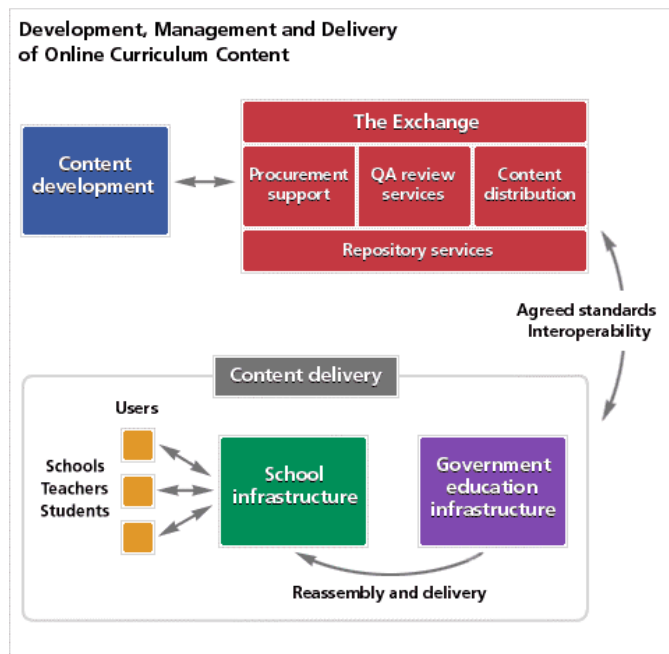 Development, Management and Delivery
of Online Curriculum Content
The Exchange
Content
development
Procurement
support
QA review
services
Content
distribution
Repository services
Agreed standards
Interoperability
Content delivery
Users
Schools
Teachers
Students
School
infrastructure
Government
education
infrastructure
Reassembly and delivery